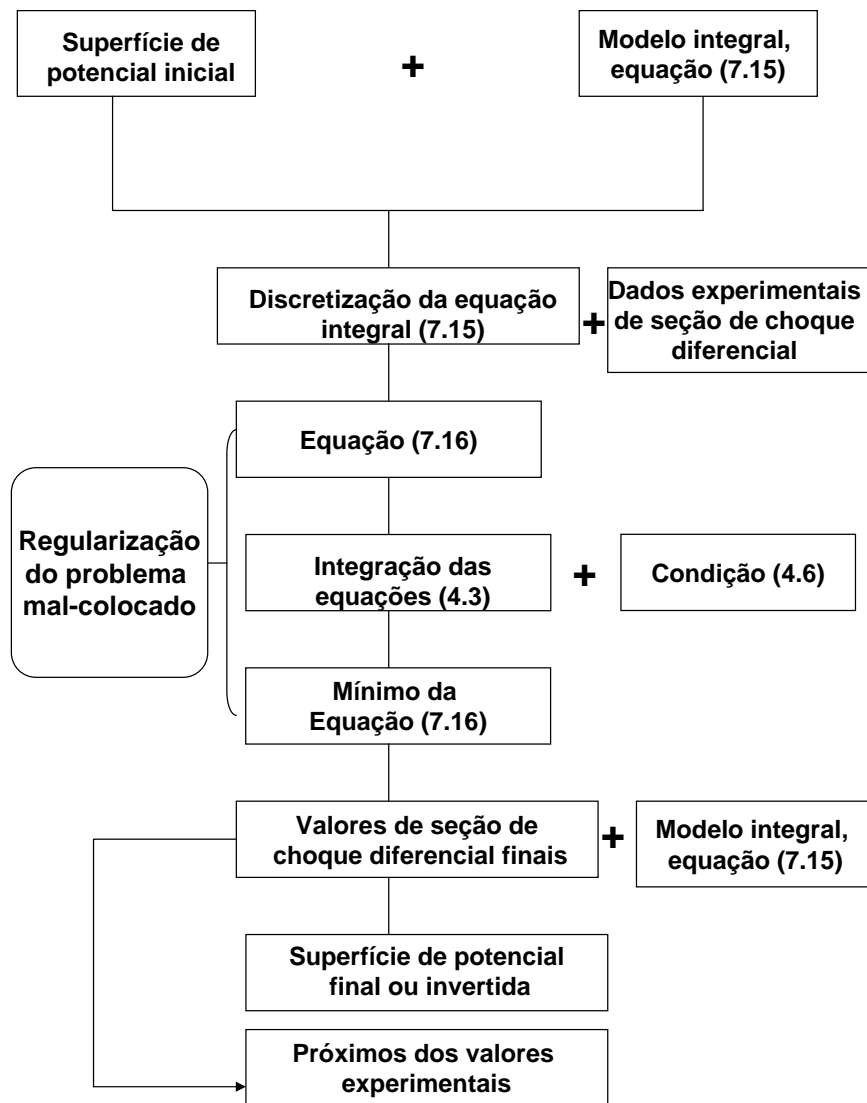 Superfície de
potencial inicial
+
Modelo integral,
equação (7.15)
Discretização da equação
integral (7.15)
+
Dados experimentais
de seção de choque
diferencial
Equação (7.16)
Regularização
do problema
mal-colocado
Integração das
equações (4.3)
+
Condição (4.6)
Mínimo da
Equação (7.16)
Valores de seção de
choque diferencial finais
+
Modelo integral,
equação (7.15)
Superfície de potencial
final ou invertida
Próximos dos valores
experimentais